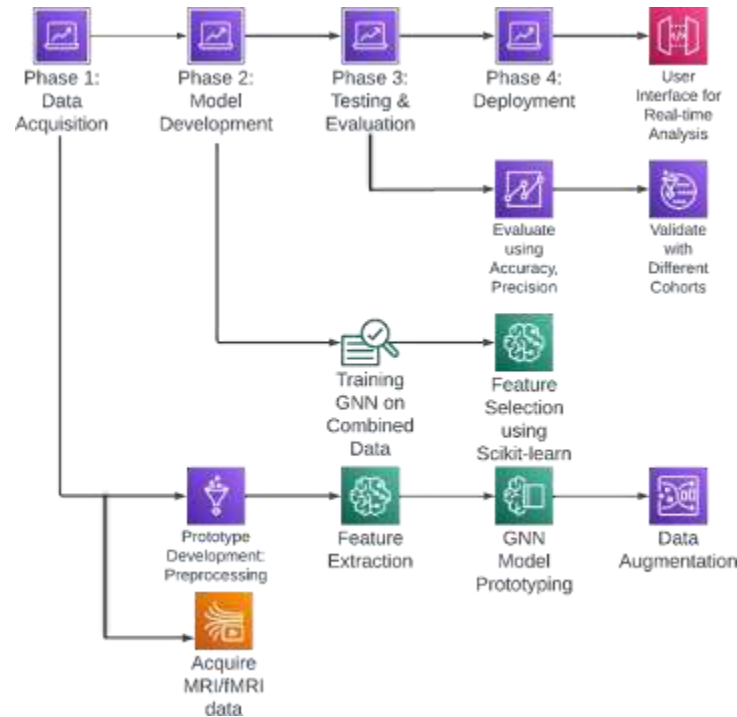 Phase 1:
Data
Acquisition
Phase 2:
Model
Development
Phase 3:
Testing &
Evaluation
Phase 4:
Deployment
User
Interface for
Real-time
Analysis
Evaluate
using
Accuracy,
Precision
Validate
with
Different
Cohorts
Training
GNN on
Combined
Data
Feature
Selection
using
Scikit-learn
Prototype
Development:
Preprocessing
Feature
Extraction
GNN
Model
Prototyping
Data
Augmentation
Acquire
MRI/fMRI
data